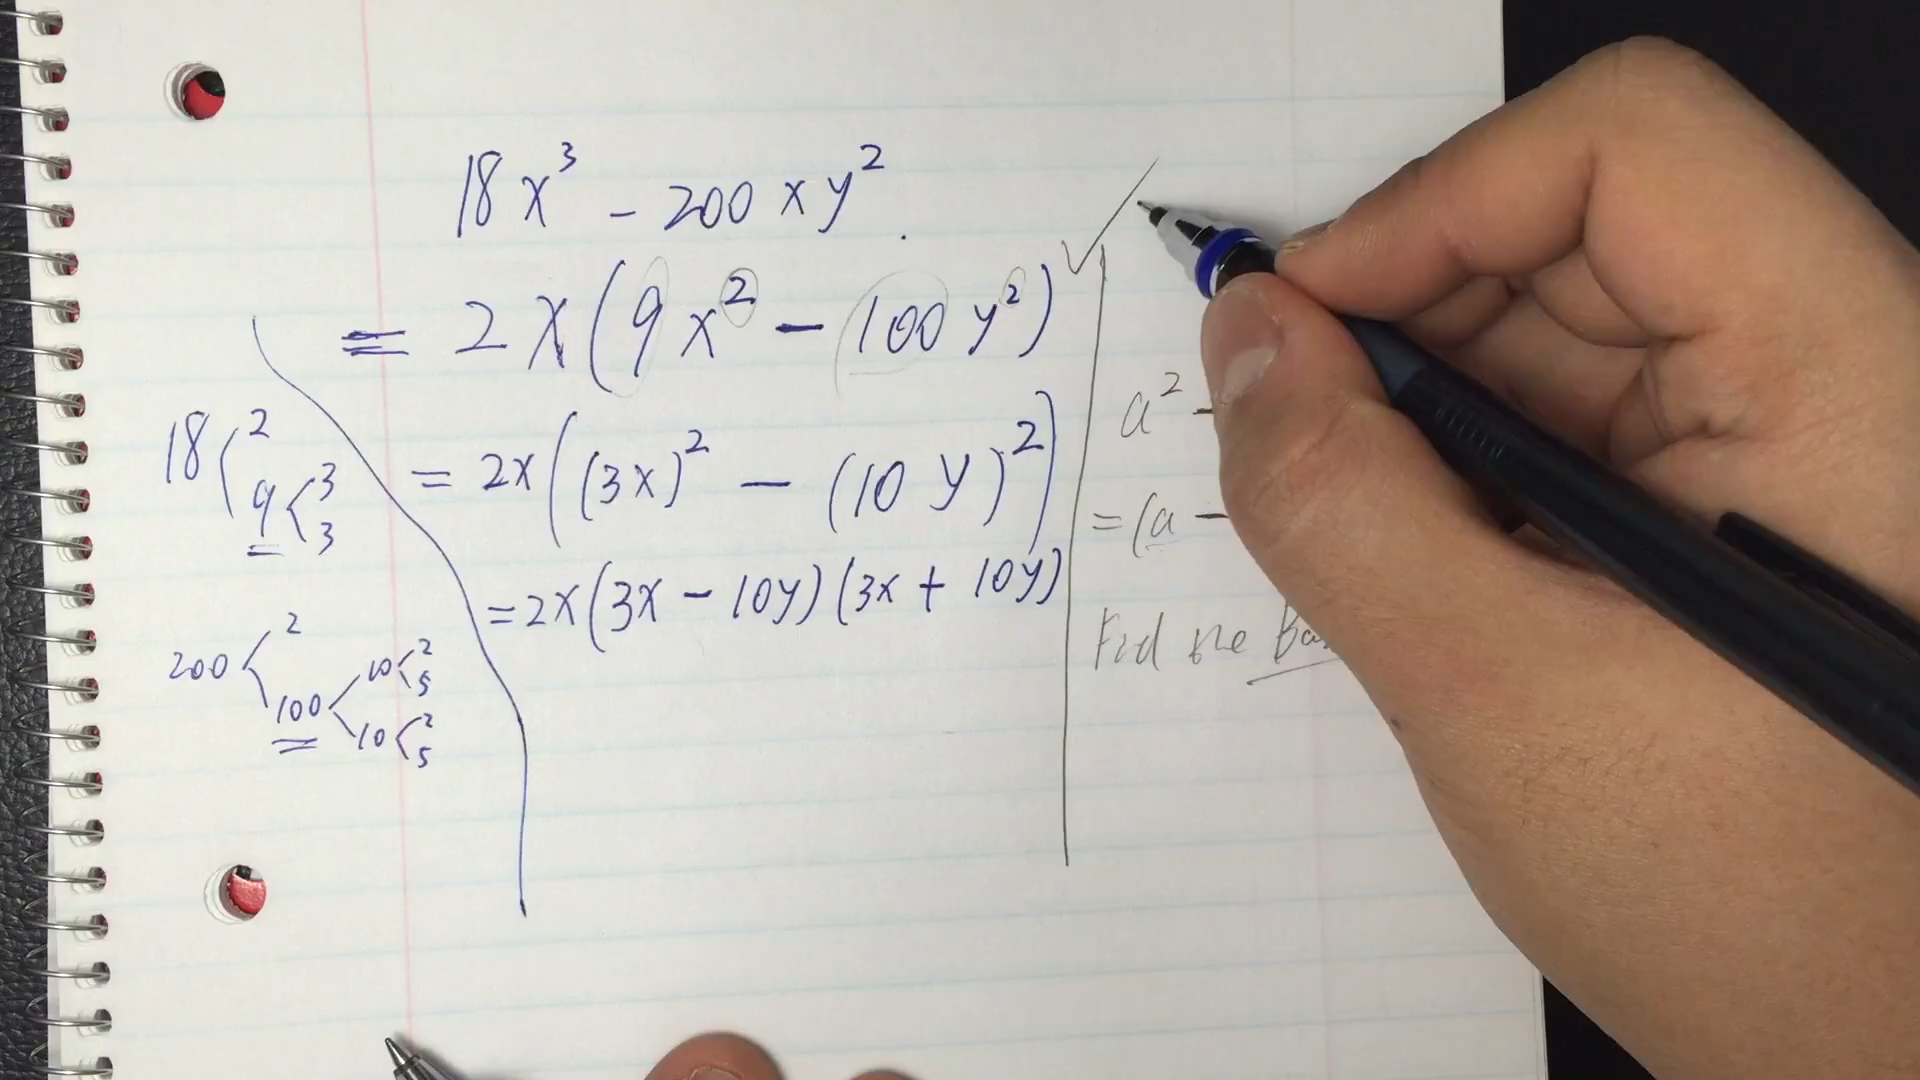 18x³ - 200xy²
= 2x(9x² - 100y²)
= 2x((3x)² - (10y)²)
= 2x(3x - 10y)(3x + 10y)
18 2
9 3
3
200 2
100 10 2
5
10 2
5
a² -
= (a -
Find the